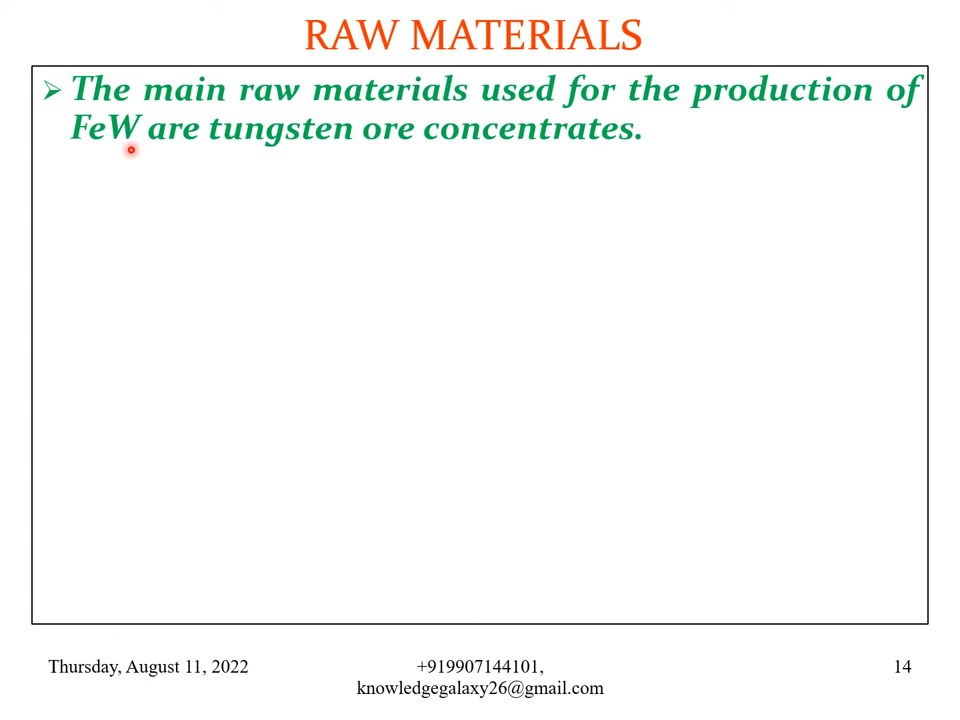 RAW MATERIALS
➢ The main raw materials used for the production of
FeW are tungsten ore concentrates.
Thursday, August 11, 2022
+919907144101,
knowledgegalaxy26@gmail.com
14